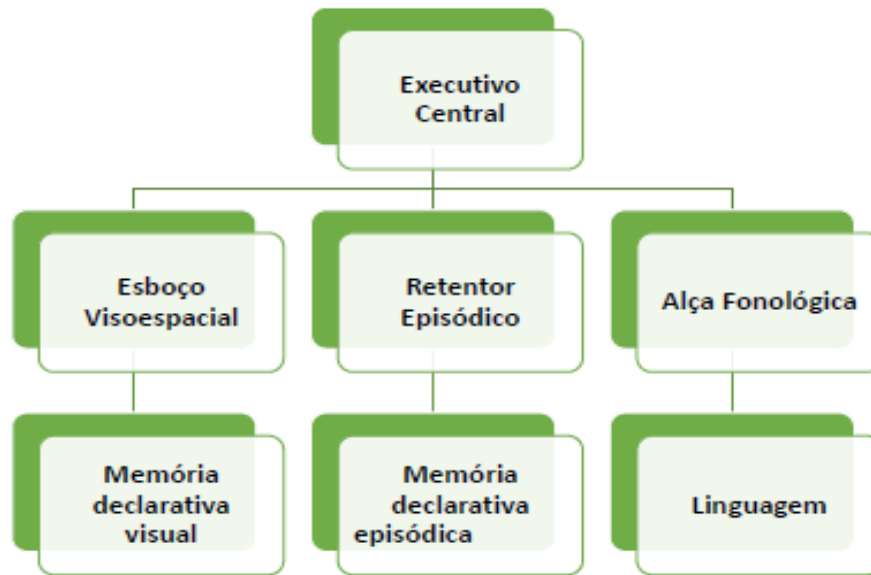 Executivo
Central
Esboço
Visoespacial
Retentor
Episódico
Alça Fonológica
Memória
declarativa
visual
Memória
declarativa
episódica
Linguagem